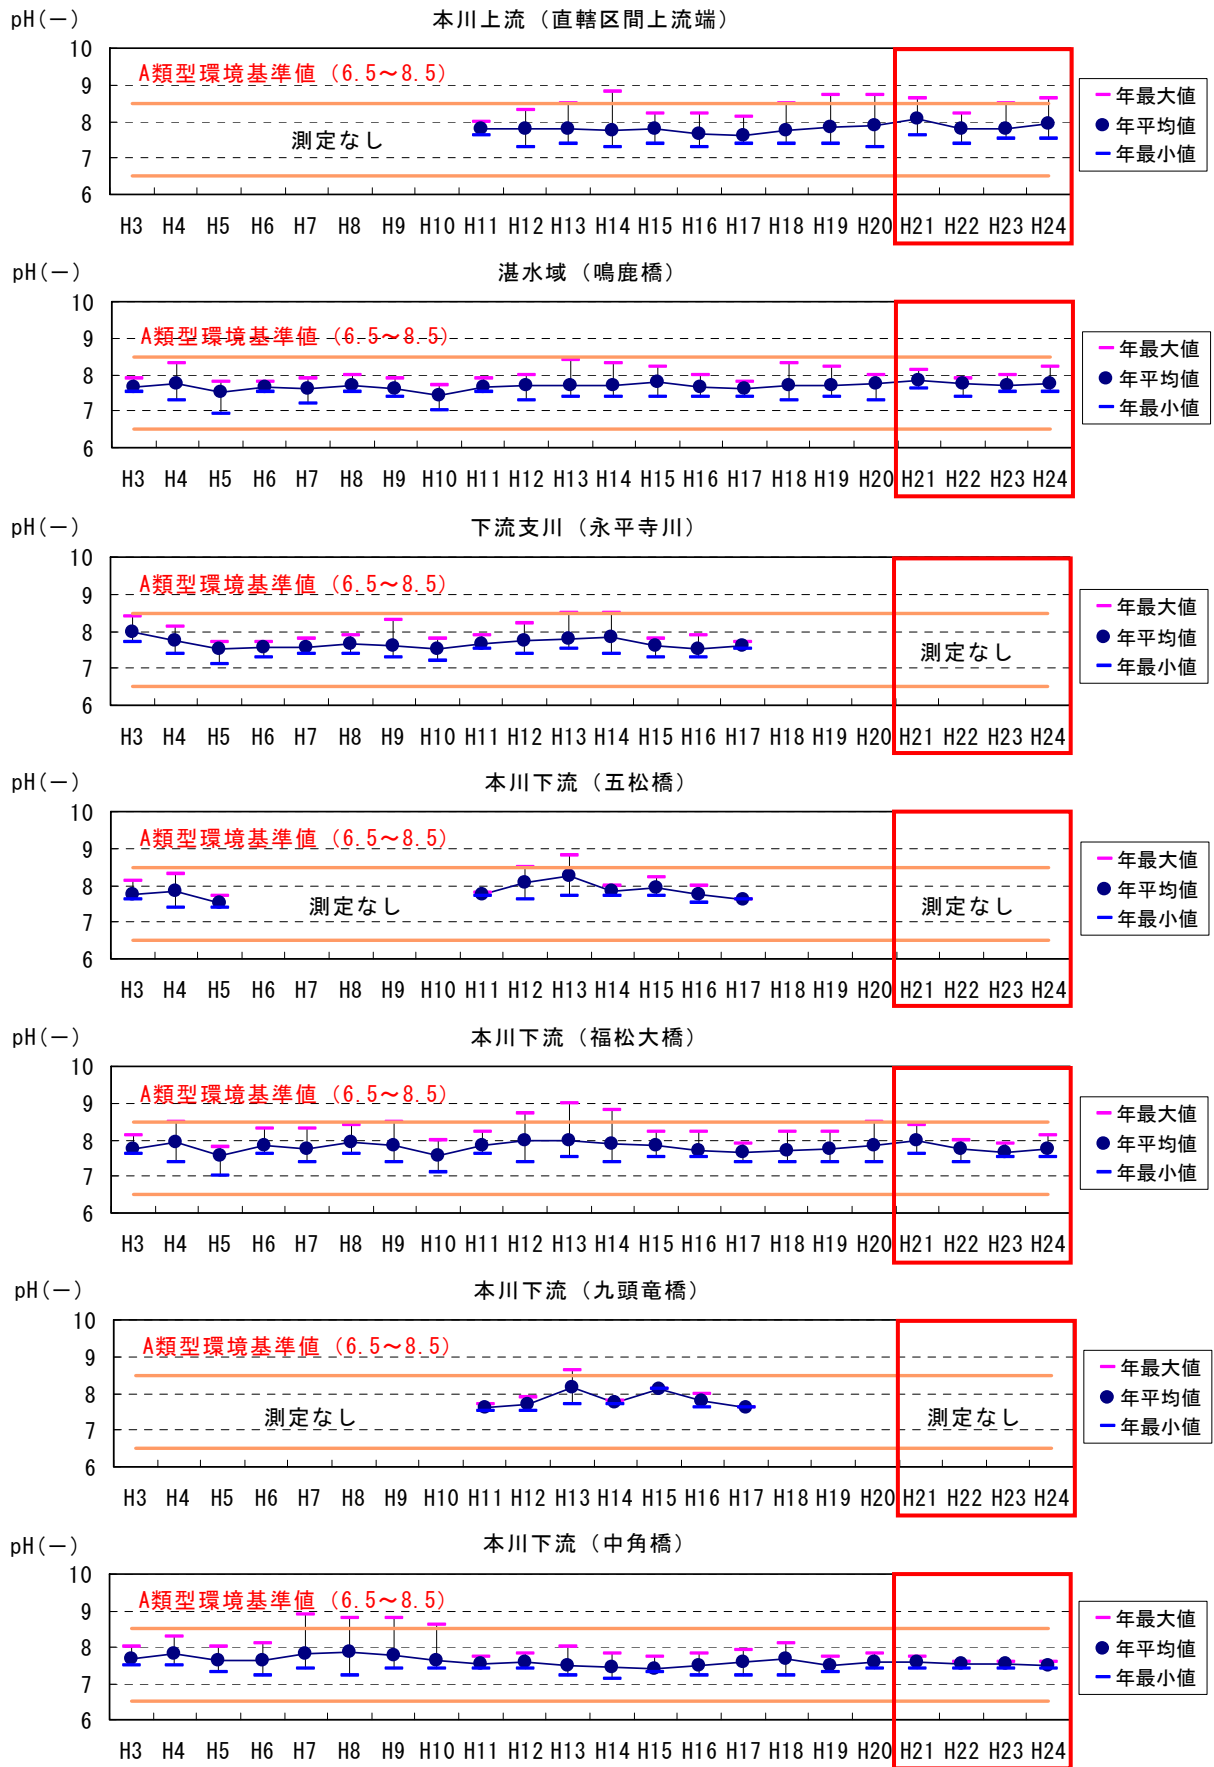 pH(－)
本川上流（直轄区間上流端）
10
9
8
7
6
A類型環境基準値（6.5～8.5）
測定なし
年最大値
年平均値
年最小値
H3 H4 H5 H6 H7 H8 H9 H10 H11 H12 H13 H14 H15 H16 H17 H18 H19 H20 H21 H22 H23 H24
pH(－)
湛水域（鳴鹿橋）
10
9
8
7
6
A類型環境基準値（6.5～8.5）
年最大値
年平均値
年最小値
H3 H4 H5 H6 H7 H8 H9 H10 H11 H12 H13 H14 H15 H16 H17 H18 H19 H20 H21 H22 H23 H24
pH(－)
下流支川（永平寺川）
10
9
8
7
6
A類型環境基準値（6.5～8.5）
測定なし
年最大値
年平均値
年最小値
H3 H4 H5 H6 H7 H8 H9 H10 H11 H12 H13 H14 H15 H16 H17 H18 H19 H20 H21 H22 H23 H24
pH(－)
本川下流（五松橋）
10
9
8
7
6
A類型環境基準値（6.5～8.5）
測定なし
測定なし
年最大値
年平均値
年最小値
H3 H4 H5 H6 H7 H8 H9 H10 H11 H12 H13 H14 H15 H16 H17 H18 H19 H20 H21 H22 H23 H24
pH(－)
本川下流（福松大橋）
10
9
8
7
6
A類型環境基準値（6.5～8.5）
年最大値
年平均値
年最小値
H3 H4 H5 H6 H7 H8 H9 H10 H11 H12 H13 H14 H15 H16 H17 H18 H19 H20 H21 H22 H23 H24
pH(－)
本川下流（九頭竜橋）
10
9
8
7
6
A類型環境基準値（6.5～8.5）
測定なし
測定なし
年最大値
年平均値
年最小値
H3 H4 H5 H6 H7 H8 H9 H10 H11 H12 H13 H14 H15 H16 H17 H18 H19 H20 H21 H22 H23 H24
pH(－)
本川下流（中角橋）
10
9
8
7
6
A類型環境基準値（6.5～8.5）
年最大値
年平均値
年最小値
H3 H4 H5 H6 H7 H8 H9 H10 H11 H12 H13 H14 H15 H16 H17 H18 H19 H20 H21 H22 H23 H24